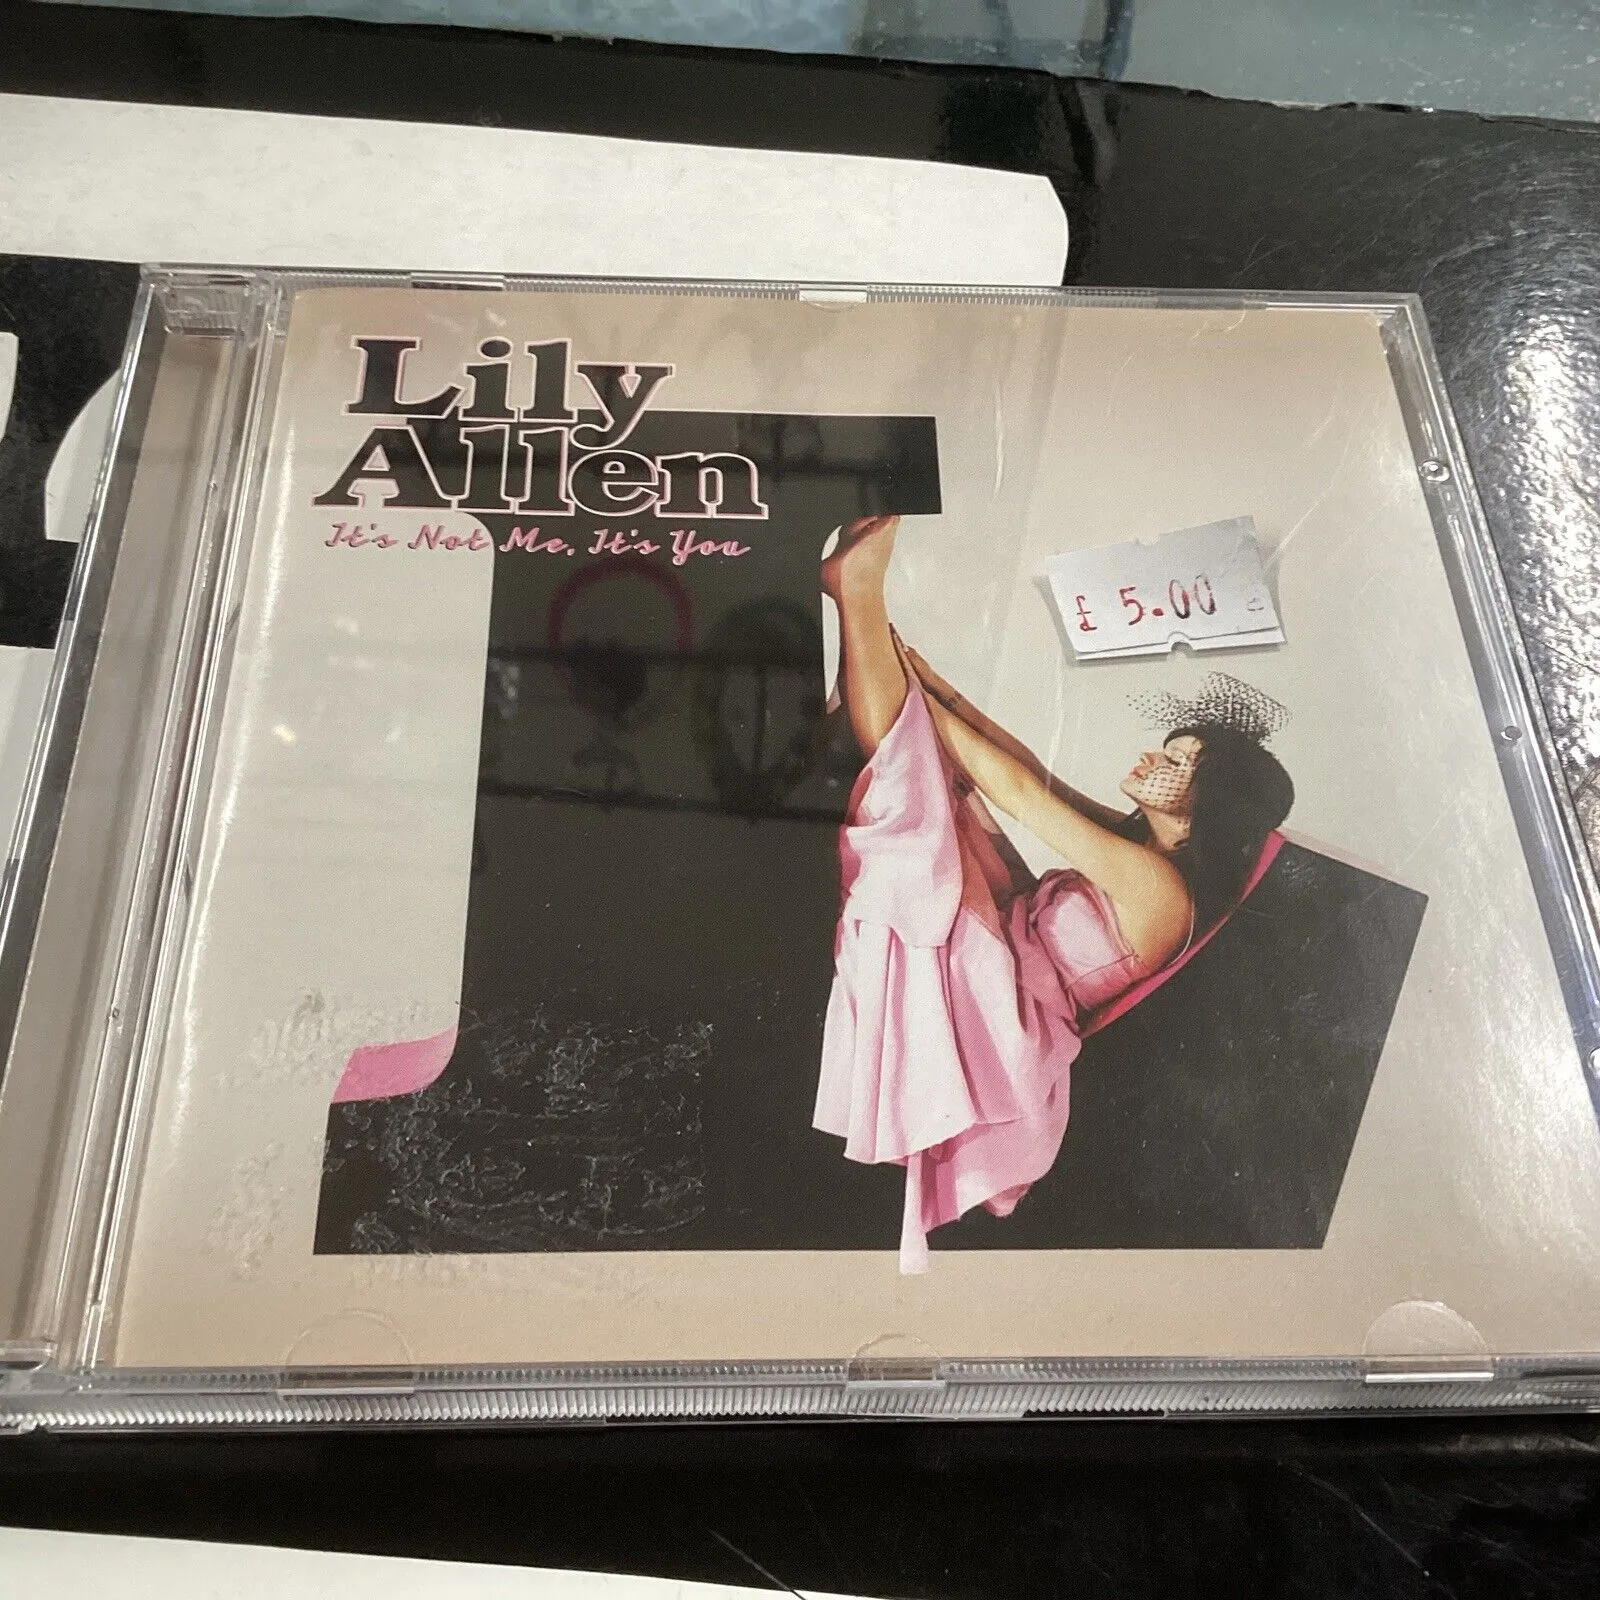 Lily
Allen
It's Not Me, It's You
£ 5.00